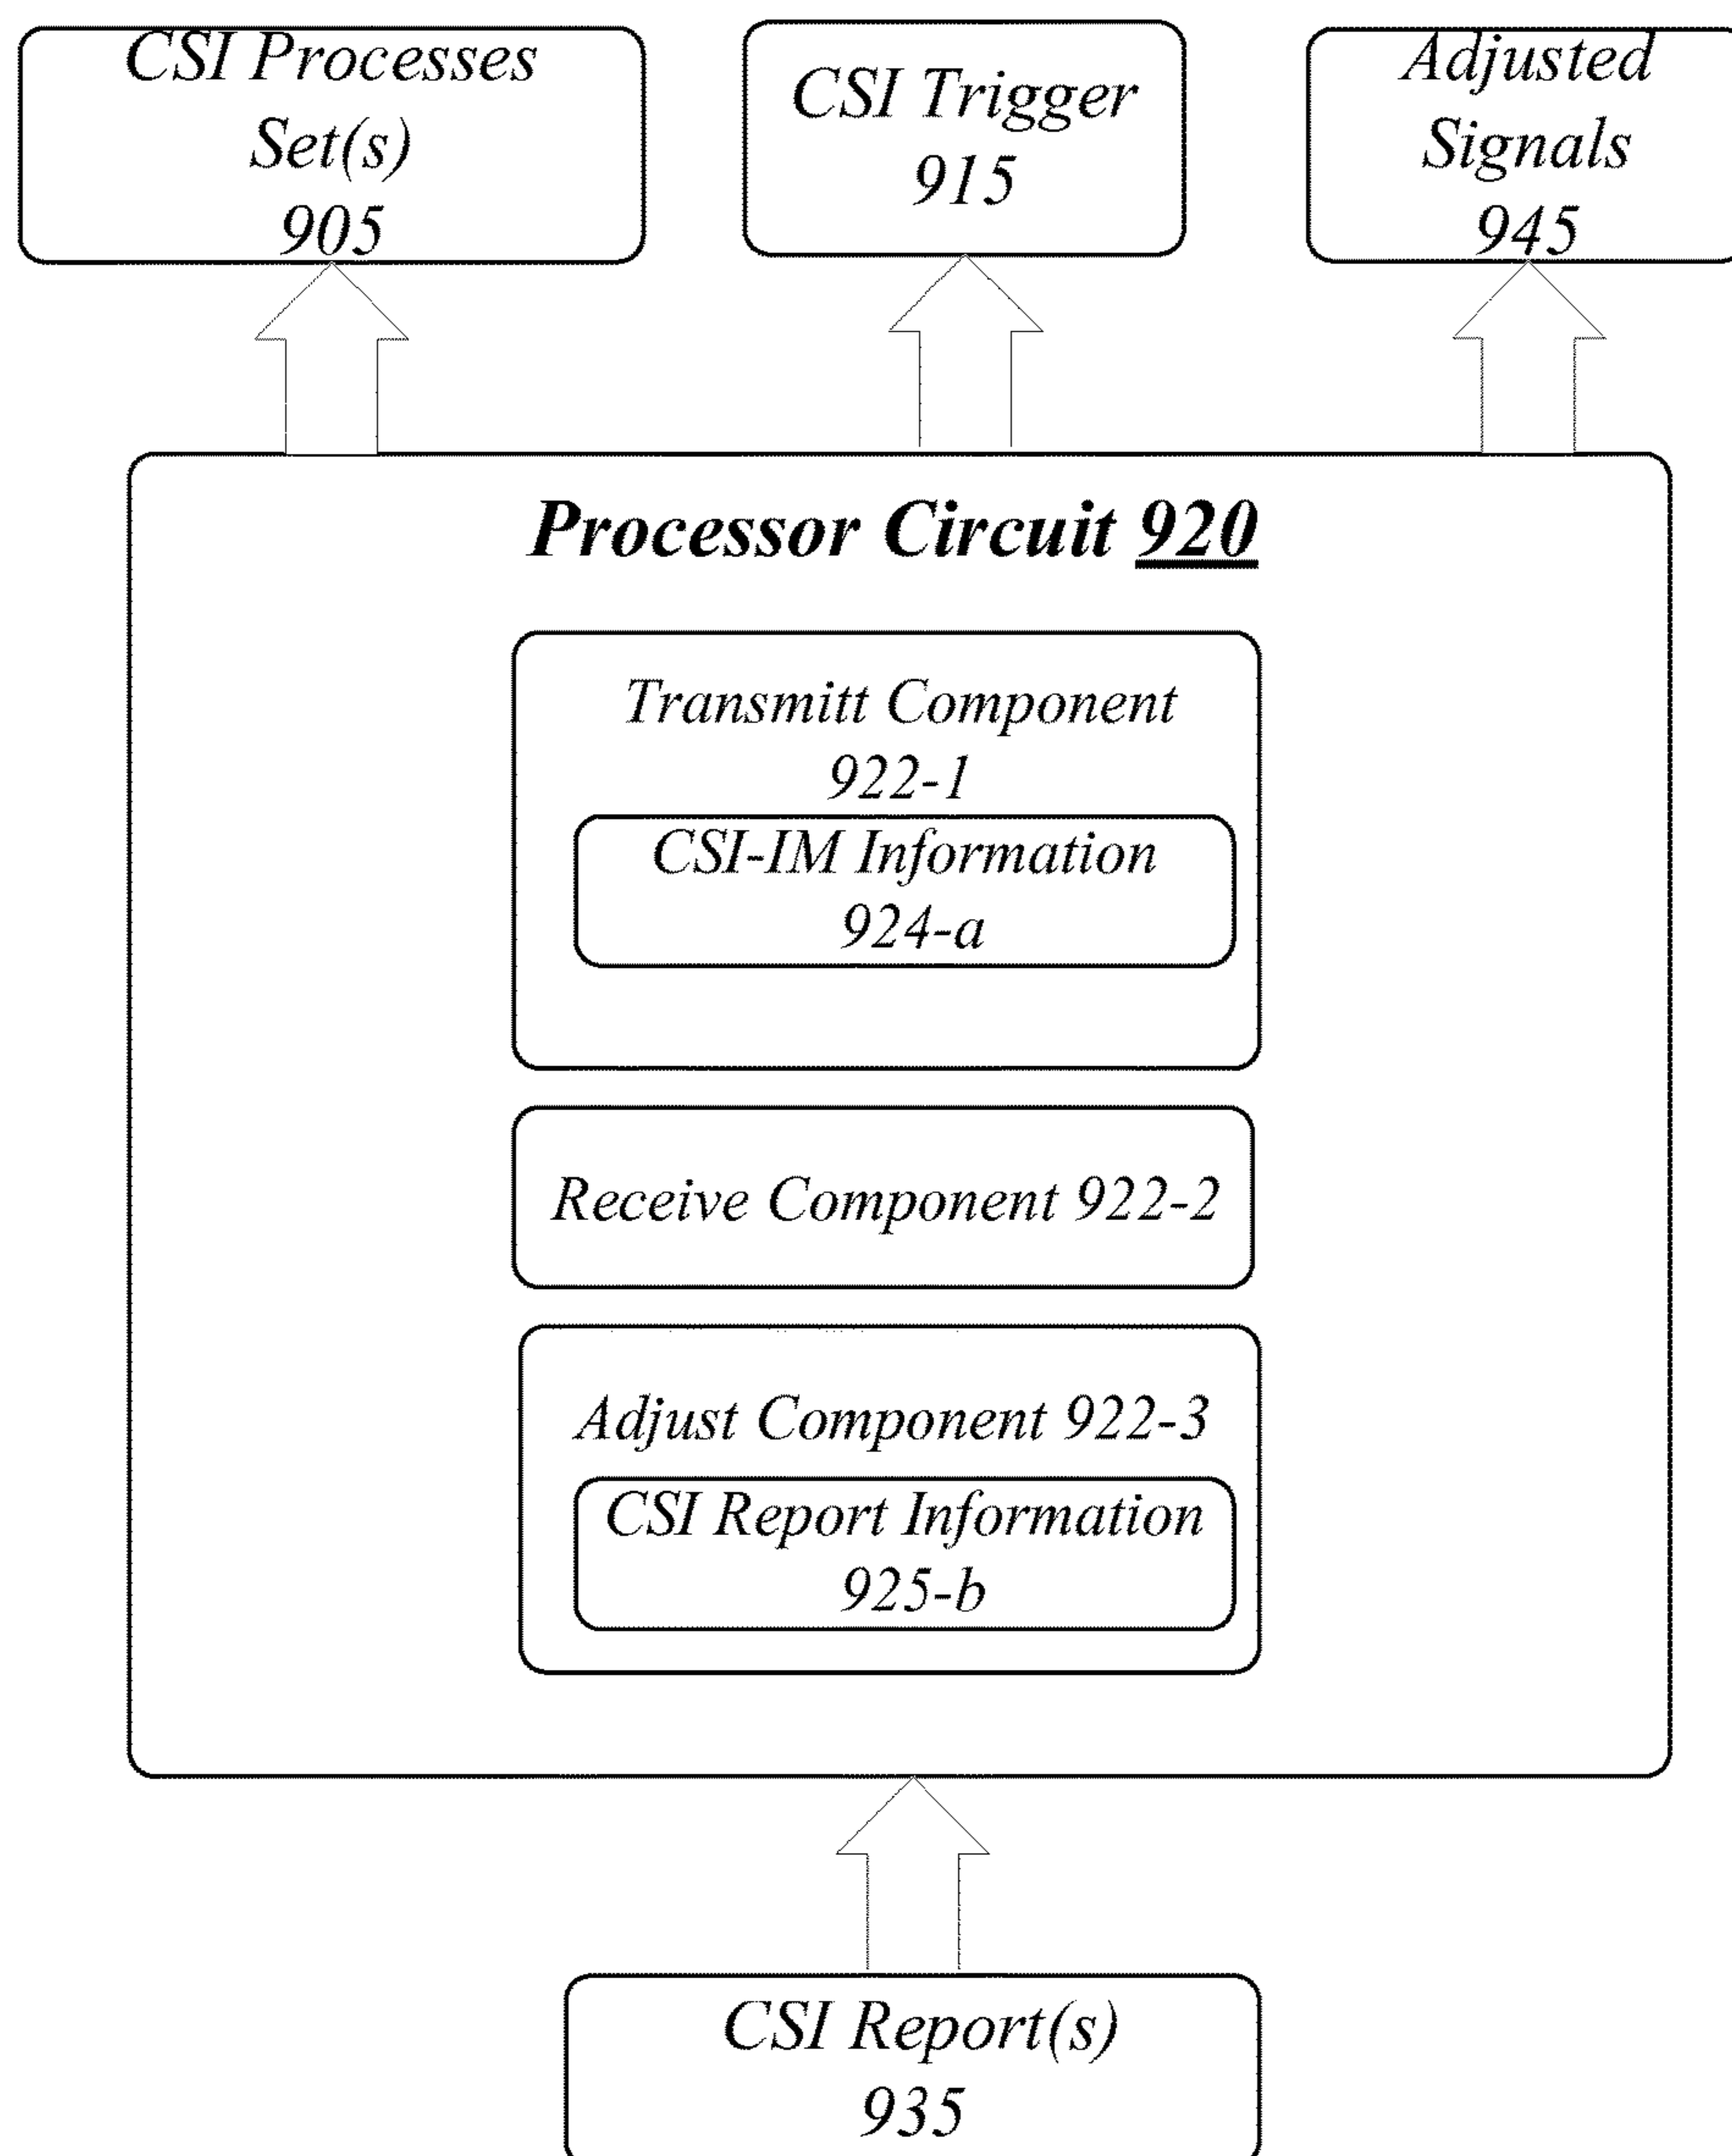 CSI Processes
Set(s)
905
CSI Trigger
915
Adjusted
Signals
945
Processor Circuit 920
Transmitt Component
922-1
CSI-IM Information
924-a
Receive Component 922-2
Adjust Component 922-3
CSI Report Information
925-b
CSI Report(s)
935